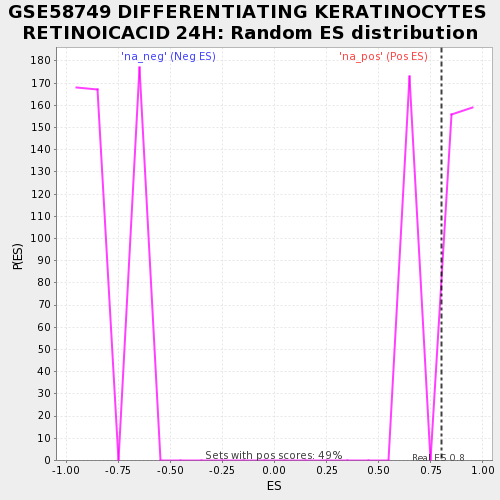 GSE58749 DIFFERENTIATING KERATINOCYTES
RETINOICACID 24H: Random ES distribution
'na_neg' (Neg ES)
'na_pos' (Pos ES)
P(ES)
180
170
160
150
140
130
120
110
100
90
80
70
60
50
40
30
20
10
0
Sets with pos scores: 49%
Real ES 0.8
-1.00 -0.75 -0.50 -0.25 0.00 0.25 0.50 0.75 1.00
ES